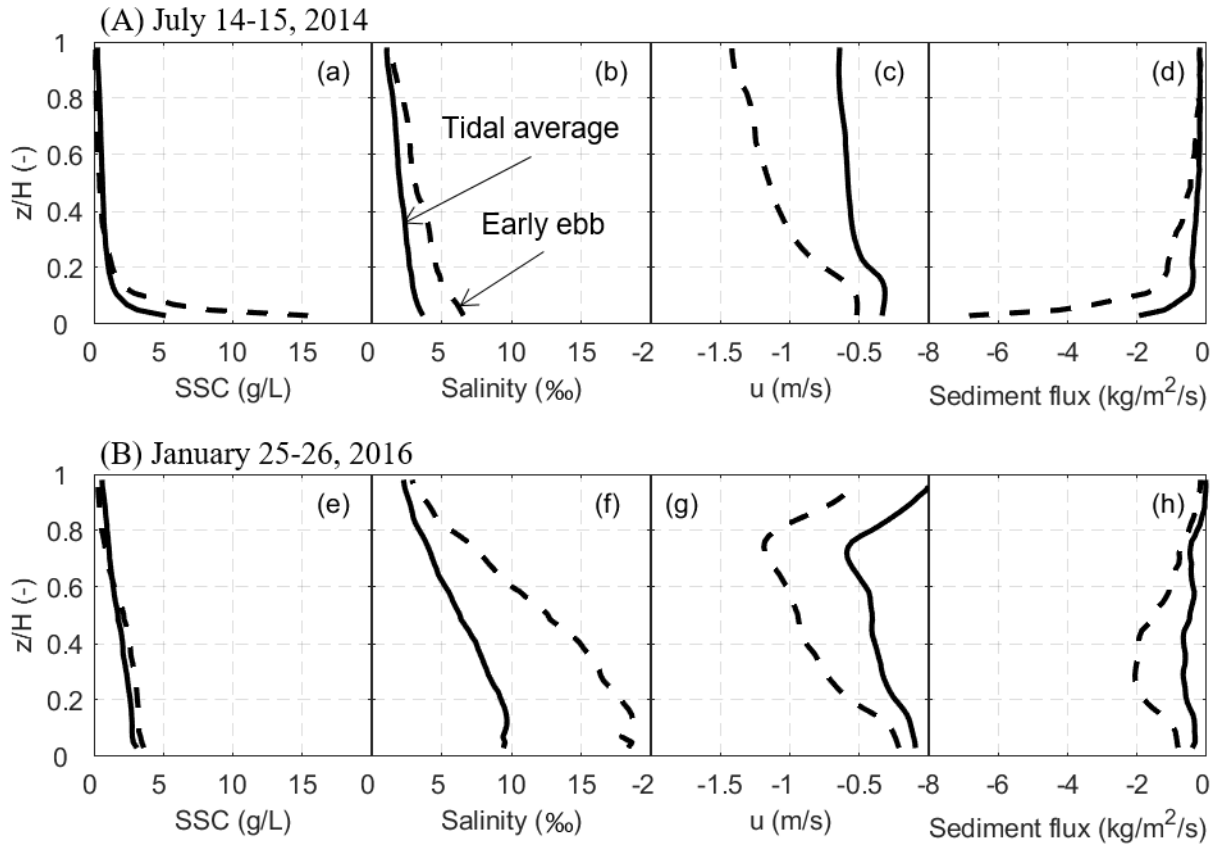 (A) July 14-15, 2014
1
0.8
0.6
0.4
0.2
0
z/H (-)
(a)
(b)
(c)
(d)
Tidal average
Early ebb
0 5 10 15
0 5 10 15
-2 -1.5 -1 -0.5
-8 -6 -4 -2 0
SSC (g/L)
Salinity (‰)
u (m/s)
Sediment flux (kg/m²/s)
(B) January 25-26, 2016
1
0.8
0.6
0.4
0.2
0
z/H (-)
(e)
(f)
(g)
(h)
0 5 10 15
0 5 10 15
-2 -1.5 -1 -0.5
-8 -6 -4 -2 0
SSC (g/L)
Salinity (‰)
u (m/s)
Sediment flux (kg/m²/s)